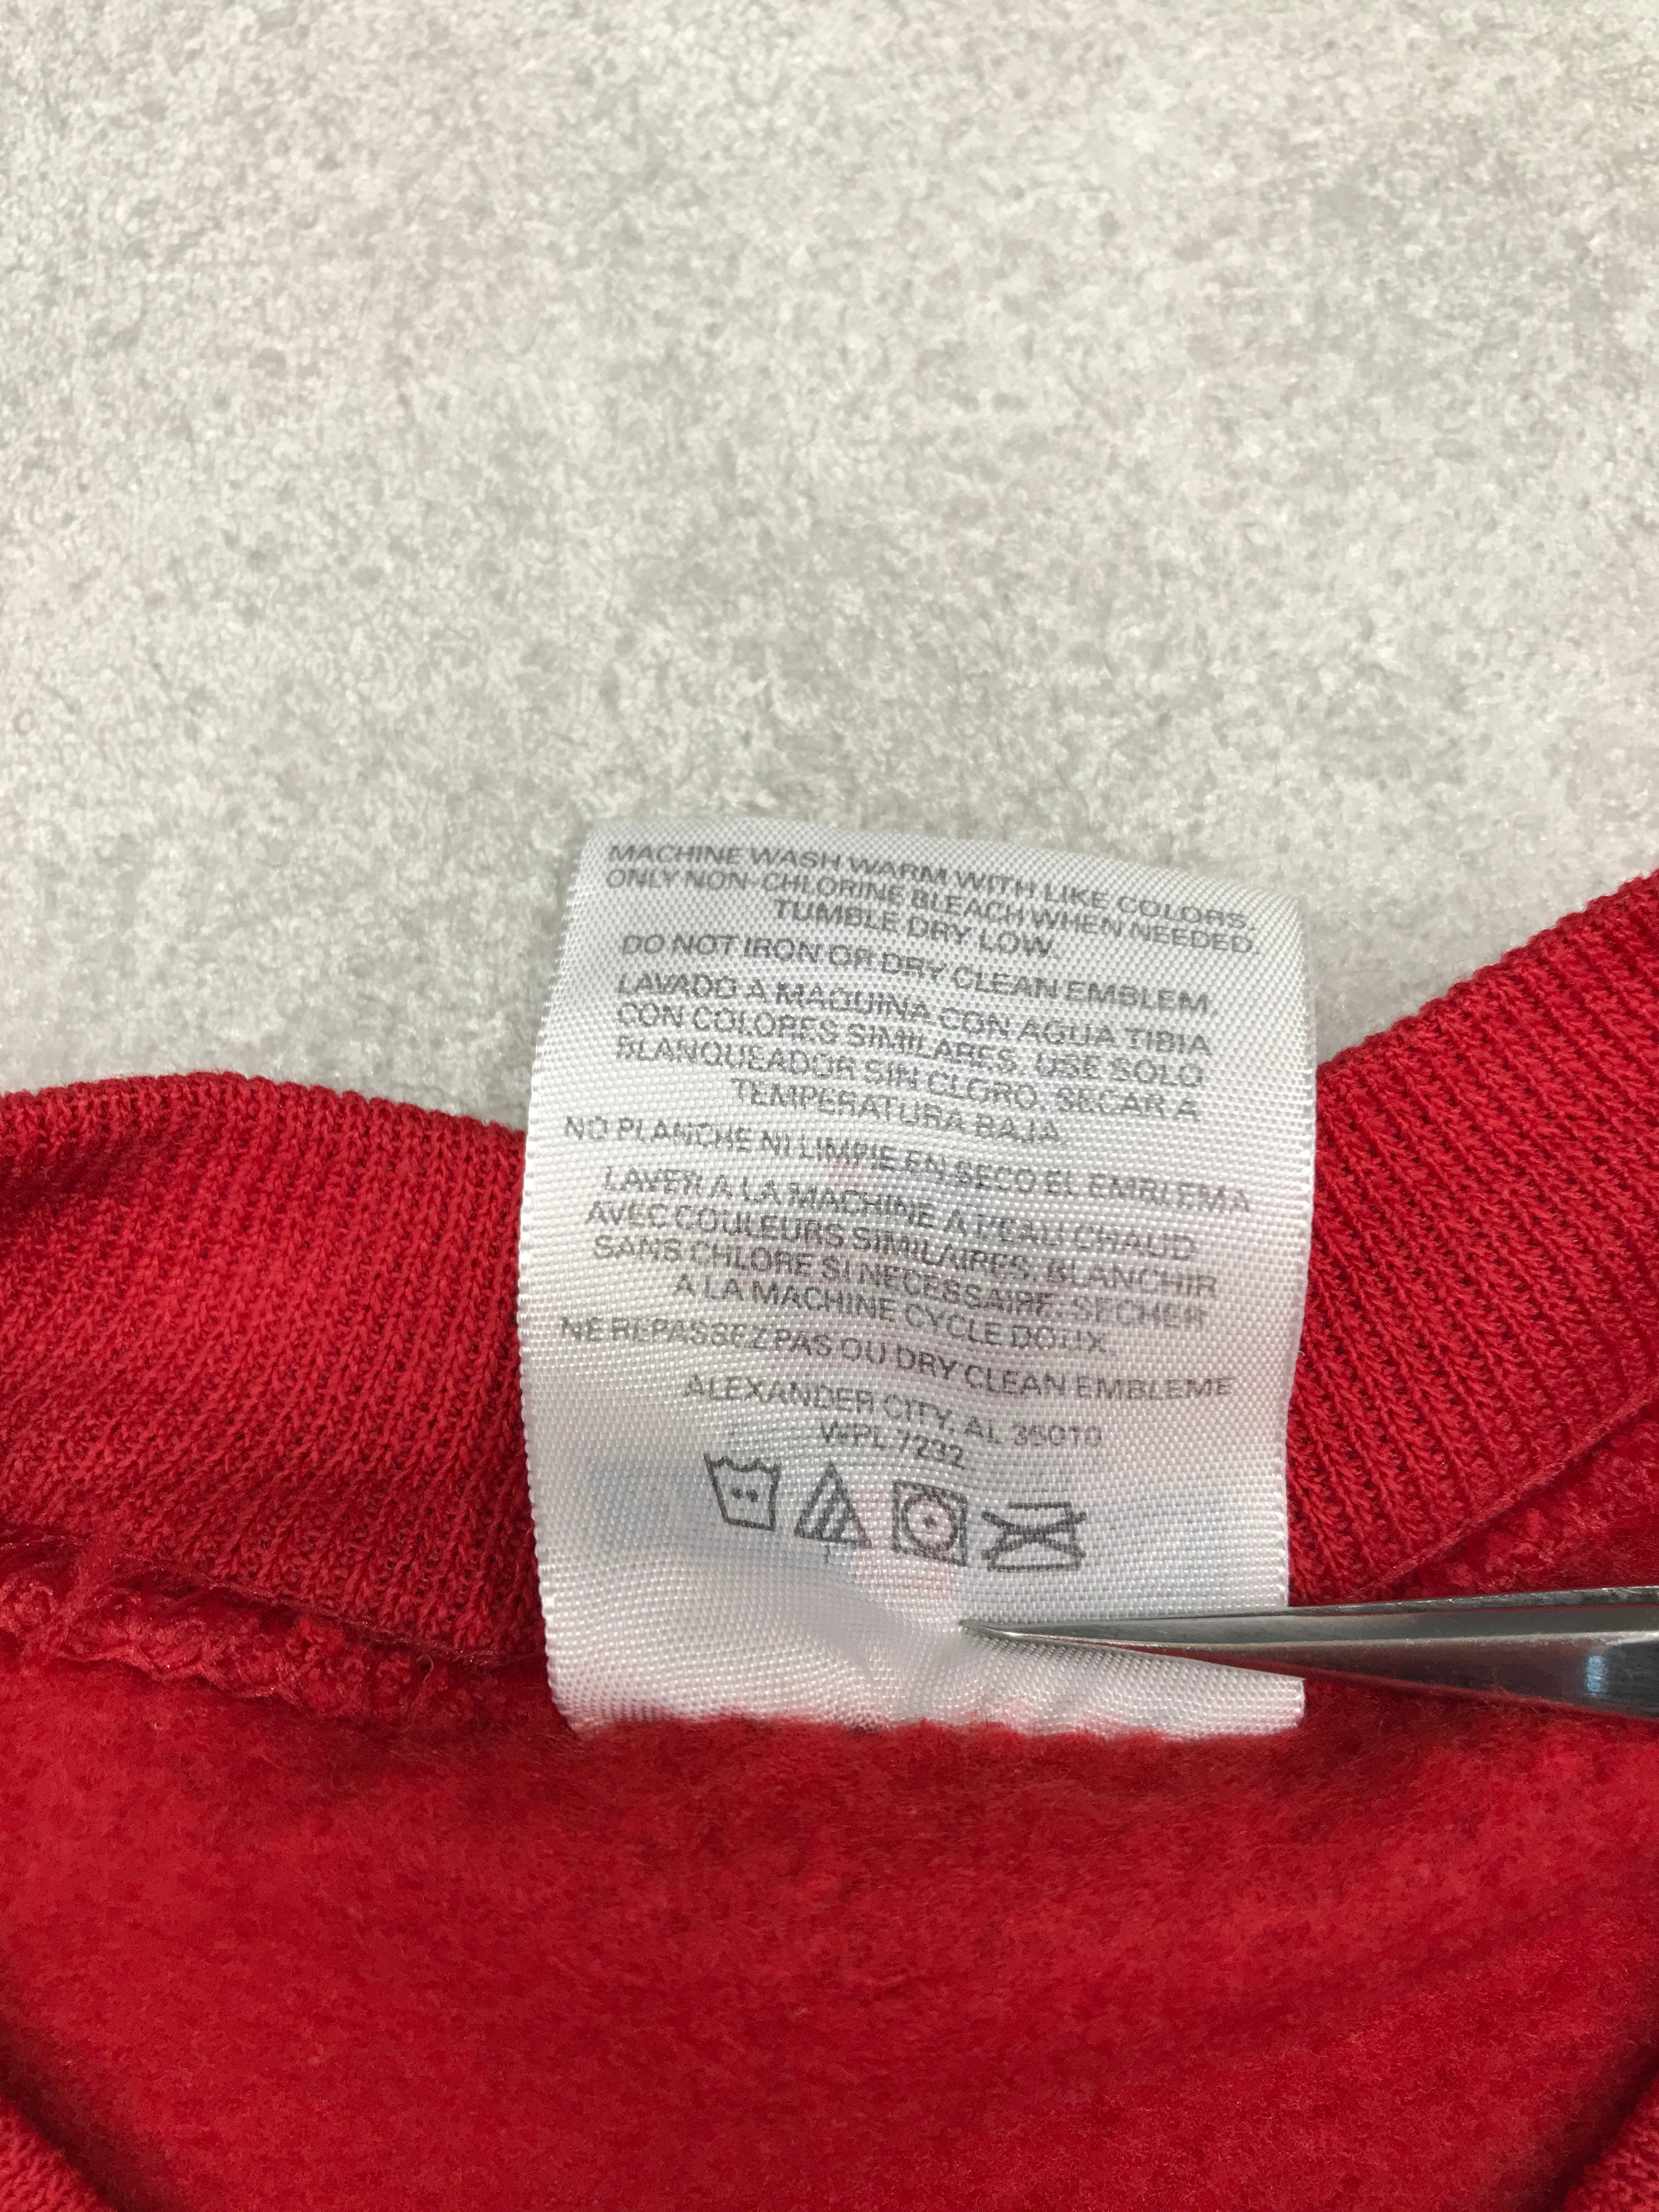 MACHINE WASH WARM WITH LIKE COLORS.
ONLY NON-CHLORINE BLEACH WHEN NEEDED.
TUMBLE DRY LOW.
DO NOT IRON OR DRY CLEAN EMBLEM.
LAVADO A MAQUINA CON AGUA TIBIA
CON COLORES SIMILARES. USE SOLO
BLANQUEADOR SIN CLORO. SECAR A
TEMPERATURA BAJA.
NO PLANCHE NI LIMPIE EN SECO EL EMBLEMA
LAVER A LA MACHINE A L'EAU CHAUD
AVEC COULEURS SIMILAIRES. BLANCHIR
SANS CHLORE SI NECESSAIRE. SECHER
A LA MACHINE CYCLE DOUX.
NE REPASSEZ PAS OU DRY CLEAN EMBLEME
ALEXANDER CITY, AL 35010
WPL 7292